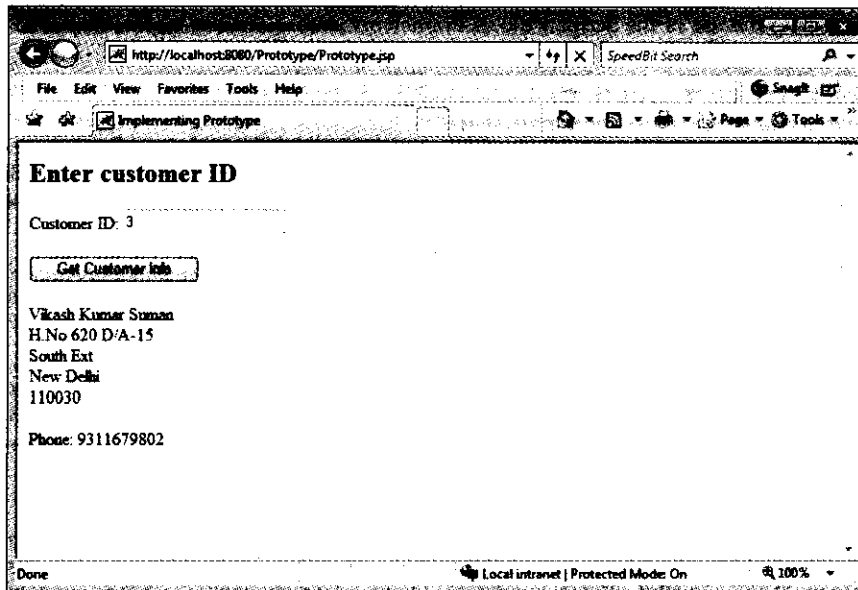 http://localhost:8080/Prototype/Prototype.jsp
SpeedBit Search
File Edit View Favorites Tools Help
SnagIt
Implementing Prototype
Page Tools
Enter customer ID
Customer ID: 3
Get Customer Info
Vikash Kumar Suman
H.No 620 D/A-15
South Ext
New Delhi
110030
Phone: 9311679802
Done
Local intranet | Protected Mode: On
100%